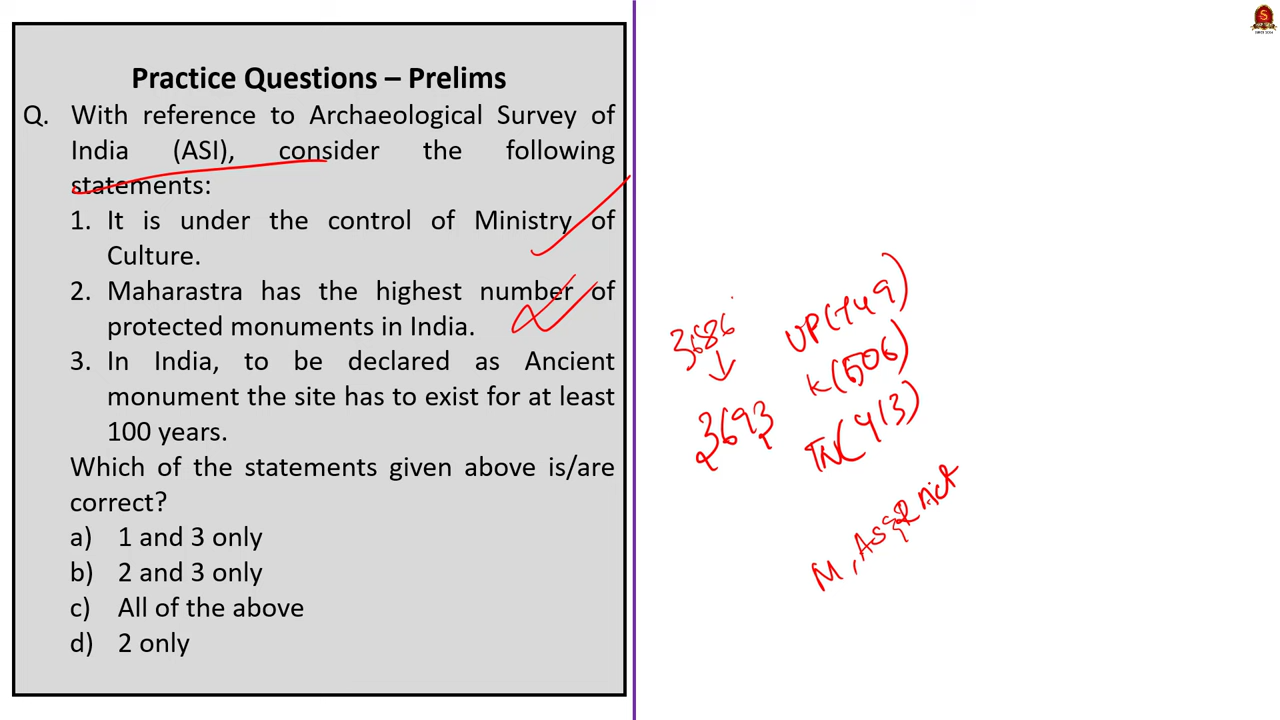 Practice Questions – Prelims
Q. With reference to Archaeological Survey of
India (ASI), consider the following
statements:
1. It is under the control of Ministry of
Culture.
2. Maharastra has the highest number of
protected monuments in India.
3. In India, to be declared as Ancient
monument the site has to exist for at least
100 years.
Which of the statements given above is/are
correct?
a) 1 and 3 only
b) 2 and 3 only
c) All of the above
d) 2 only
3686
3693
UP(749)
K(506)
TN(413)
M, AS&R Act